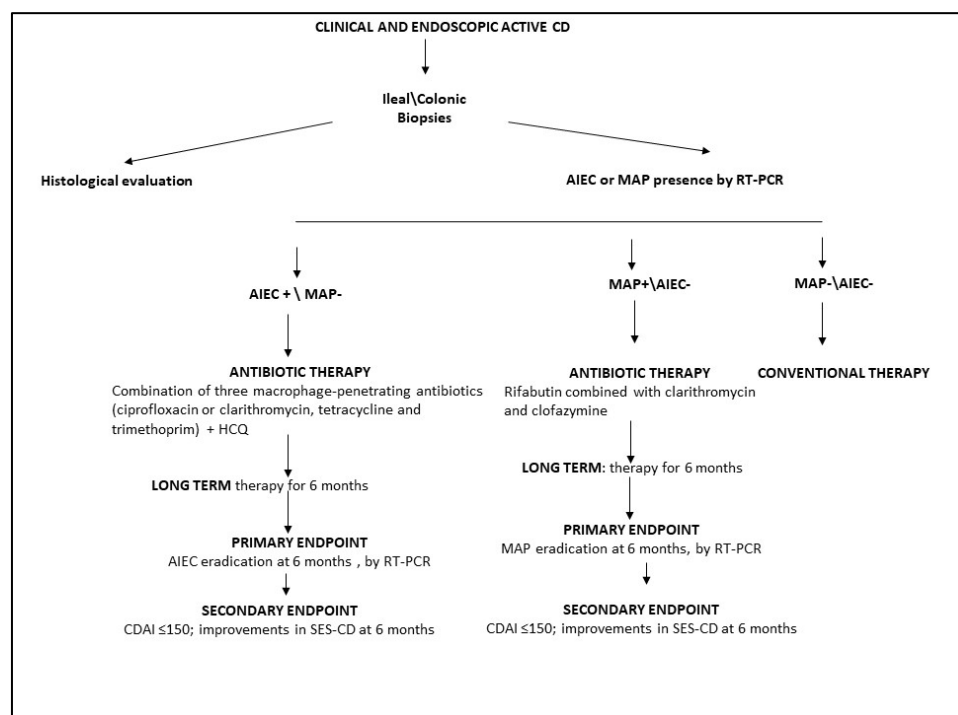 CLINICAL AND ENDOSCOPIC ACTIVE CD
Ileal\Colonic
Biopsies
Histological evaluation
AIEC or MAP presence by RT-PCR
AIEC + \ MAP-
MAP+\AIEC-
MAP-\AIEC-
ANTIBIOTIC THERAPY
Combination of three macrophage-penetrating antibiotics
(ciprofloxacin or clarithromycin, tetracycline and
trimethoprim) + HCQ
ANTIBIOTIC THERAPY
Rifabutin combined with clarithromycin
and clofazymine
CONVENTIONAL THERAPY
LONG TERM therapy for 6 months
LONG TERM: therapy for 6 months
PRIMARY ENDPOINT
AIEC eradication at 6 months , by RT-PCR
PRIMARY ENDPOINT
MAP eradication at 6 months, by RT-PCR
SECONDARY ENDPOINT
CDAI ≤150; improvements in SES-CD at 6 months
SECONDARY ENDPOINT
CDAI ≤150; improvements in SES-CD at 6 months